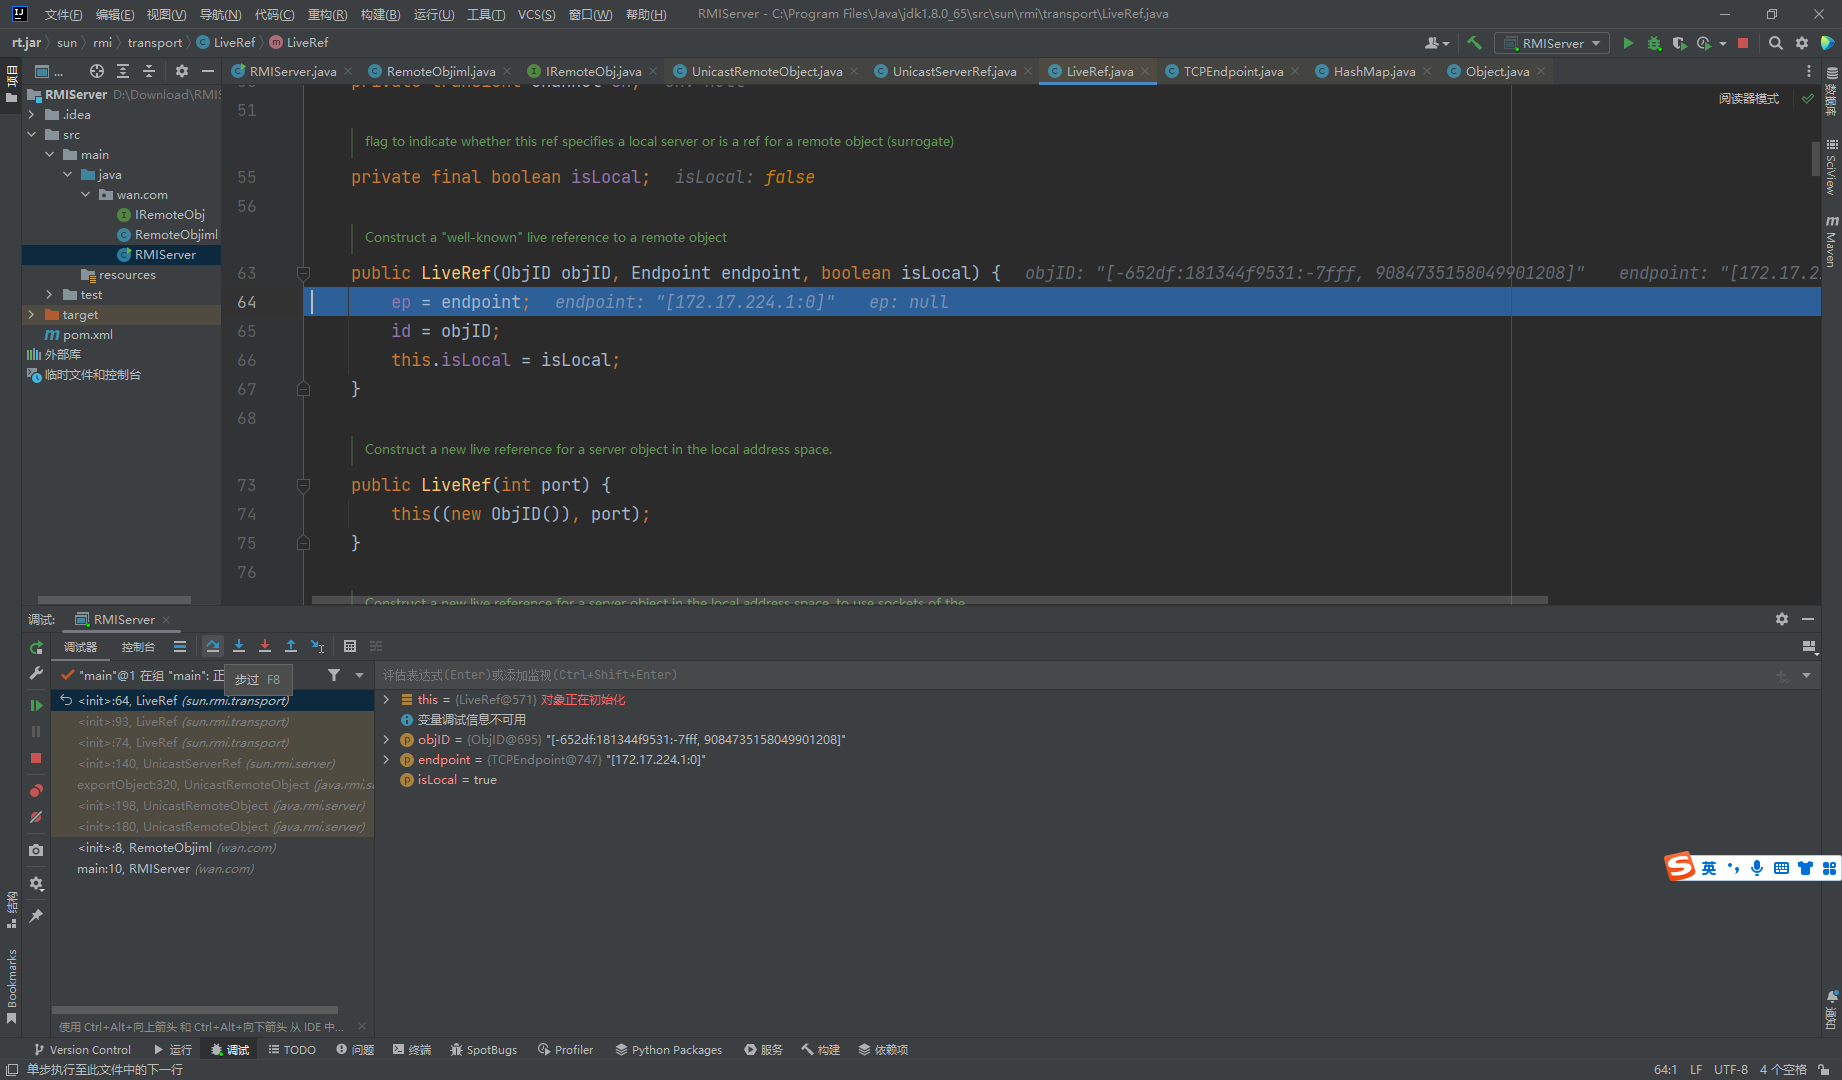 文件(F) 编辑(E) 视图(V) 导航(N) 代码(C) 重构(R) 构建(B) 运行(U) 工具(T) VCS(S) 窗口(W) 帮助(H) RMIServer - C:\Program Files\Java\jdk1.8.0_65\src\sun\rmi\transport\LiveRef.java
rt.jar sun rmi transport LiveRef LiveRef RMIServer
项目
... RMIServer.java RemoteObjiml.java IRemoteObj.java UnicastRemoteObject.java UnicastServerRef.java LiveRef.java TCPEndpoint.java HashMap.java Object.java
RMIServer D:\Download\RMIS
.idea
src
main
java
wan.com
IRemoteObj
RemoteObjiml
RMIServer
resources
test
target
pom.xml
外部库
临时文件和控制台
阅读器模式
51
flag to indicate whether this ref specifies a local server or is a ref for a remote object (surrogate)
55 private final boolean isLocal; isLocal: false
56
Construct a "well-known" live reference to a remote object
63 public LiveRef(ObjID objID, Endpoint endpoint, boolean isLocal) { objID: "[-652df:181344f9531:-7fff, 9084735158049901208]" endpoint: "[172.17.2
64 ep = endpoint; endpoint: "[172.17.224.1:0]" ep: null
65 id = objID;
66 this.isLocal = isLocal;
67 }
68
Construct a new live reference for a server object in the local address space.
73 public LiveRef(int port) {
74 this((new ObjID()), port);
75 }
76
Construct a new live reference for a server object in the local address space, to use sockets of the
数据库
SciView
Maven
通知
调试: RMIServer
调试器 控制台
"main"@1 在组 "main": 正
步过 F8
评估表达式(Enter)或添加监视(Ctrl+Shift+Enter)
<init>:64, LiveRef (sun.rmi.transport)
<init>:93, LiveRef (sun.rmi.transport)
<init>:74, LiveRef (sun.rmi.transport)
<init>:140, UnicastServerRef (sun.rmi.server)
exportObject:320, UnicastRemoteObject (java.rmi.s
<init>:198, UnicastRemoteObject (java.rmi.server)
<init>:180, UnicastRemoteObject (java.rmi.server)
<init>:8, RemoteObjiml (wan.com)
main:10, RMIServer (wan.com)
this = {LiveRef@571} 对象正在初始化
变量调试信息不可用
objID = {ObjID@695} "[-652df:181344f9531:-7fff, 9084735158049901208]"
endpoint = {TCPEndpoint@747} "[172.17.224.1:0]"
isLocal = true
英
结构
Bookmarks
使用 Ctrl+Alt+向上箭头 和 Ctrl+Alt+向下箭头 从 IDE 中...
Version Control 运行 调试 TODO 问题 终端 SpotBugs Profiler Python Packages 服务 构建 依赖项
单步执行至此文件中的下一行 64:1 LF UTF-8 4 个空格